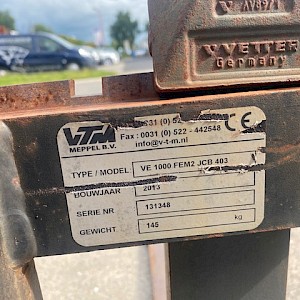 VETTER
Germany
VTM
MEPPEL B.V.
Fax : 0031 (0) 522 - 442548
info@v-t-m.nl
CE
TYPE / MODEL VE 1000 FEM2 JCB 403
BOUWJAAR 2013
SERIE NR 131348
GEWICHT 145 kg